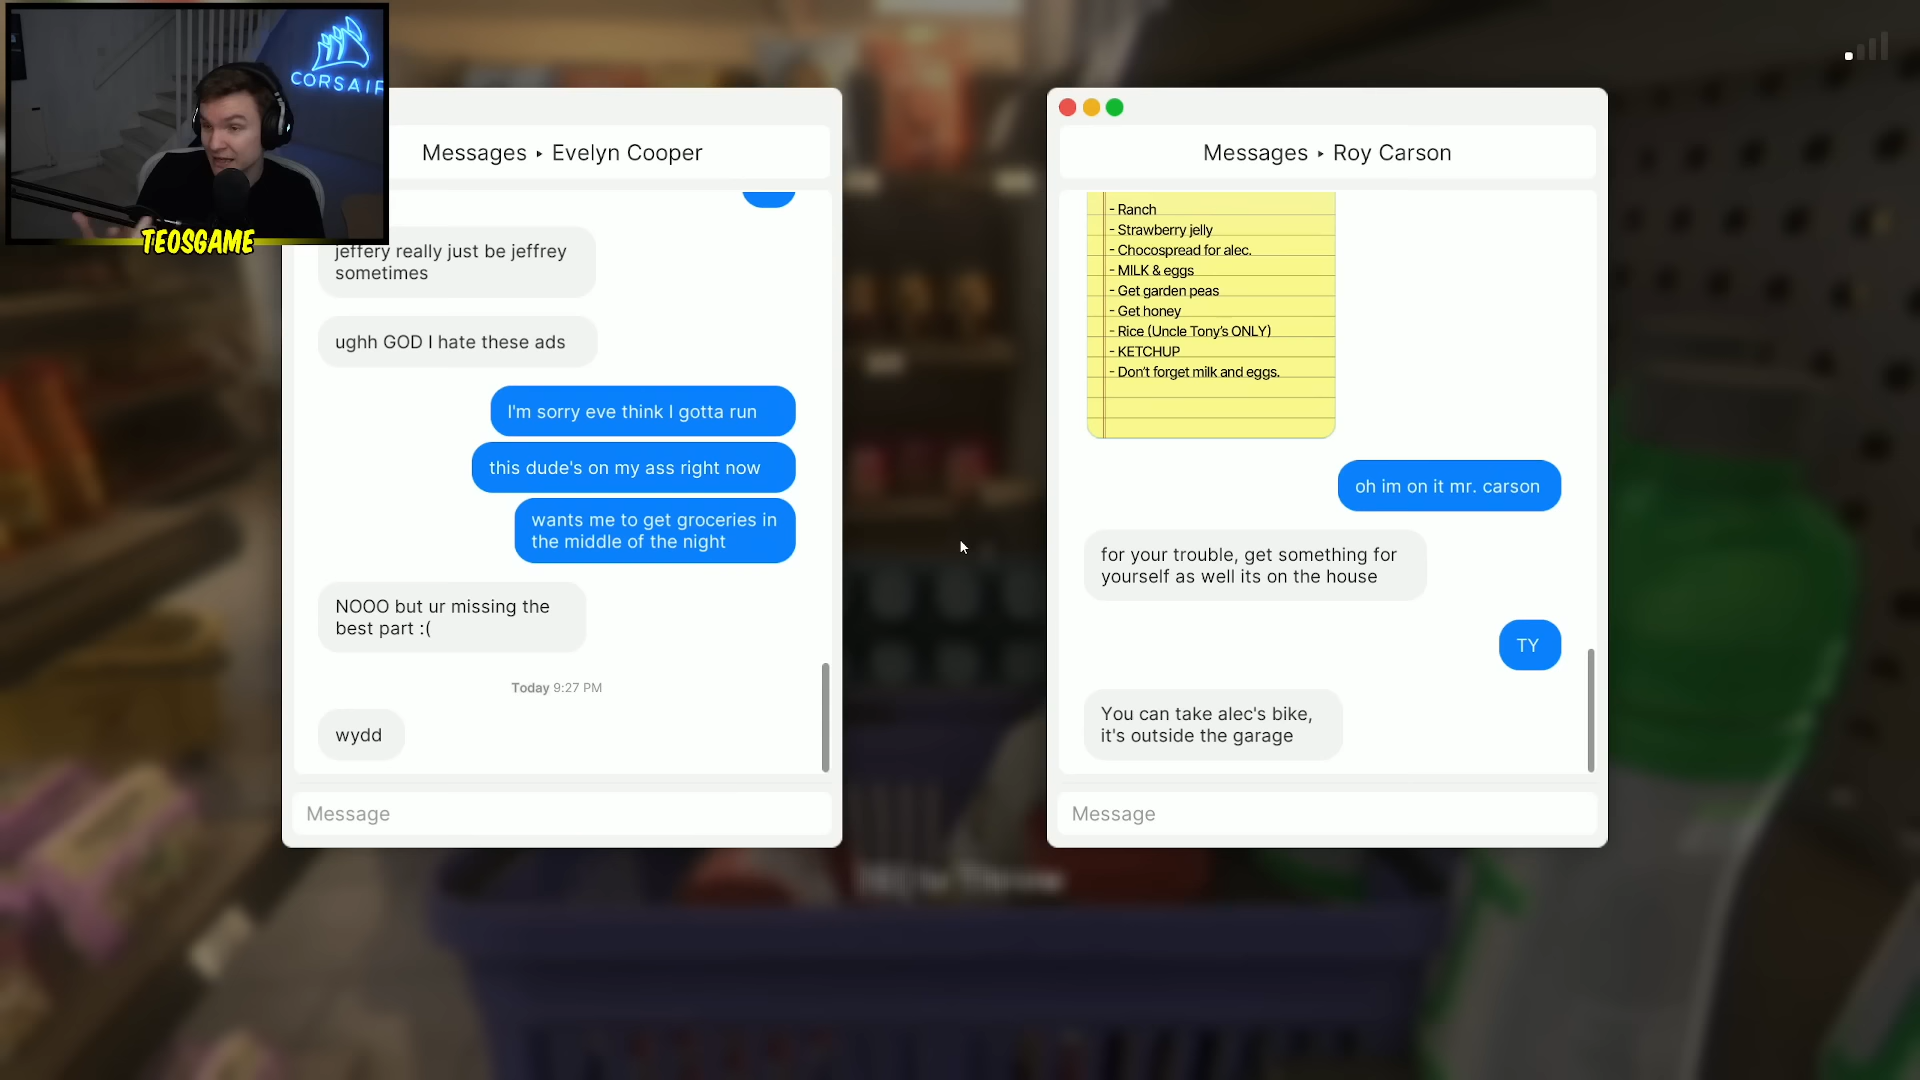 CORSAIR
TEOSGAME
Messages ▸ Evelyn Cooper
jeffery really just be jeffrey
sometimes
ughh GOD I hate these ads
I'm sorry eve think I gotta run
this dude's on my ass right now
wants me to get groceries in
the middle of the night
NOOO but ur missing the
best part :(
Today 9:27 PM
wydd
Message
Messages ▸ Roy Carson
- Ranch
- Strawberry jelly
- Chocospread for alec.
- MILK & eggs
- Get garden peas
- Get honey
- Rice (Uncle Tony's ONLY)
- KETCHUP
- Don't forget milk and eggs.
oh im on it mr. carson
for your trouble, get something for
yourself as well its on the house
TY
You can take alec's bike,
it's outside the garage
Message
to Throw